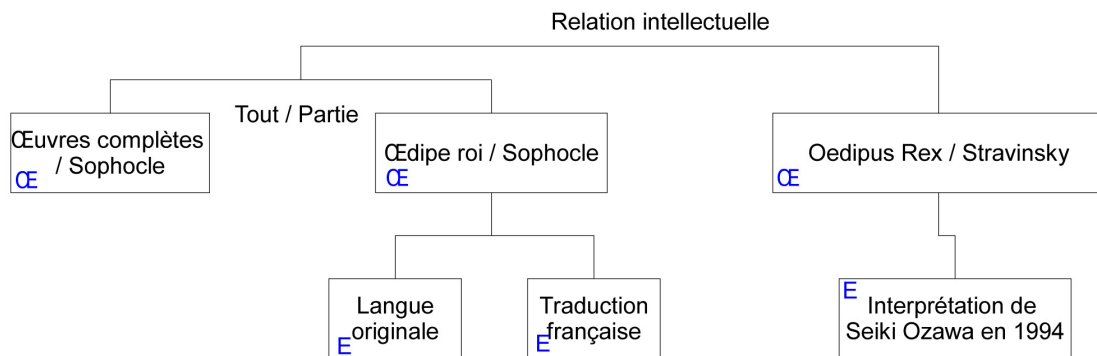 Relation intellectuelle
Tout / Partie
Œuvres complètes
/ Sophocle
Œ
Œdipe roi / Sophocle
Œ
Oedipus Rex / Stravinsky
Œ
Langue
originale
E
Traduction
française
E
E
Interprétation de
Seiki Ozawa en 1994